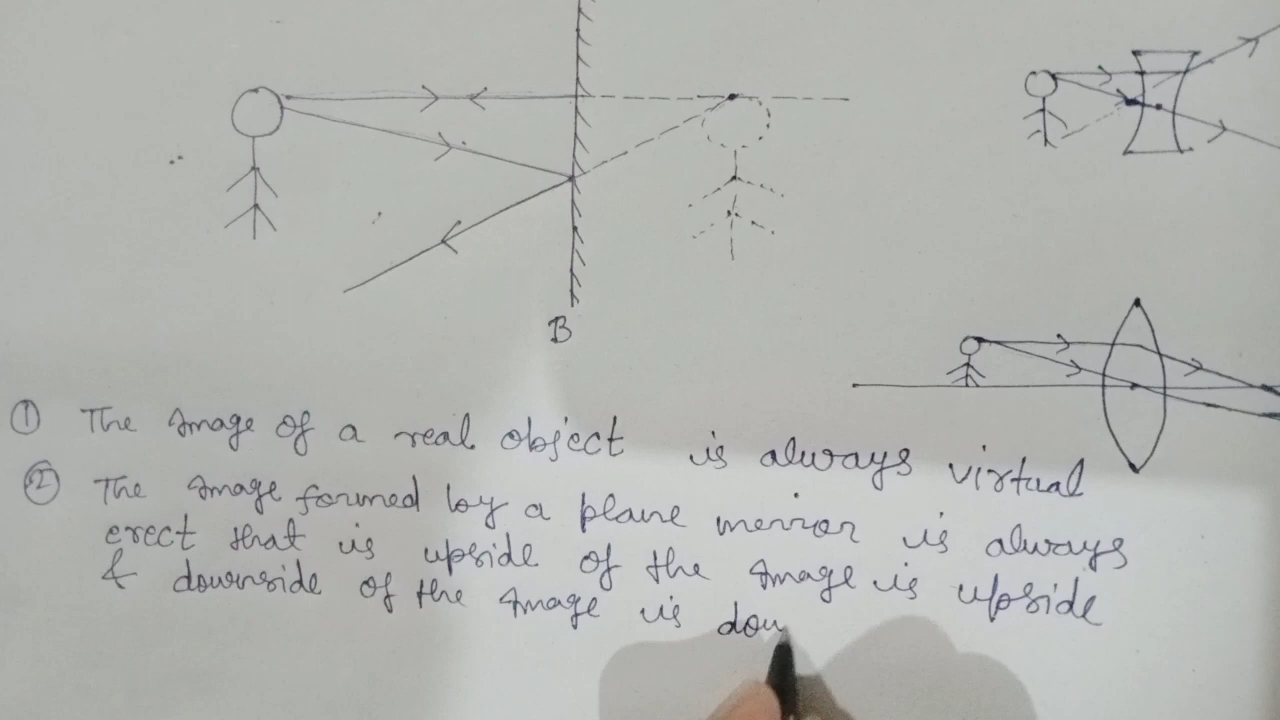 B
① The Image of a real object is always virtual
② The Image formed by a plane mirror is always
erect that is upside of the Image is upside
& downside of the Image is dow